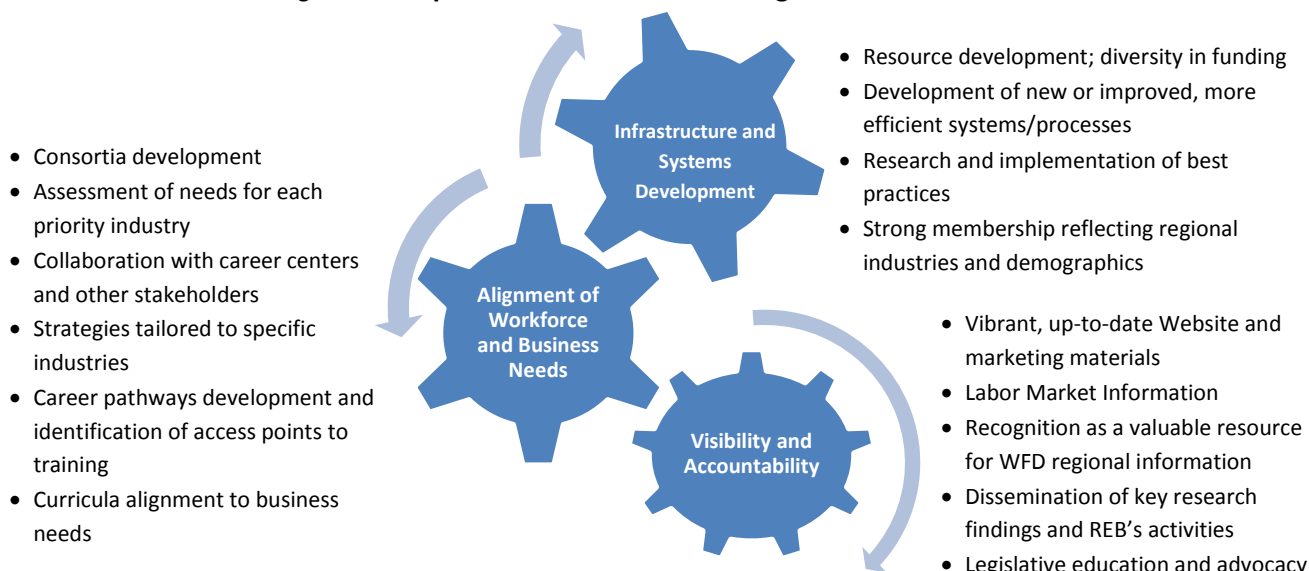 • Resource development; diversity in funding
• Development of new or improved, more
efficient systems/processes
• Research and implementation of best
practices
• Strong membership reflecting regional
industries and demographics
Infrastructure and
Systems
Development
• Consortia development
• Assessment of needs for each
priority industry
• Collaboration with career centers
and other stakeholders
• Strategies tailored to specific
industries
• Career pathways development and
identification of access points to
training
• Curricula alignment to business
needs
Alignment of
Workforce
and Business
Needs
• Vibrant, up-to-date Website and
marketing materials
• Labor Market Information
• Recognition as a valuable resource
for WFD regional information
• Dissemination of key research
findings and REB’s activities
• Legislative education and advocacy
Visibility and
Accountability